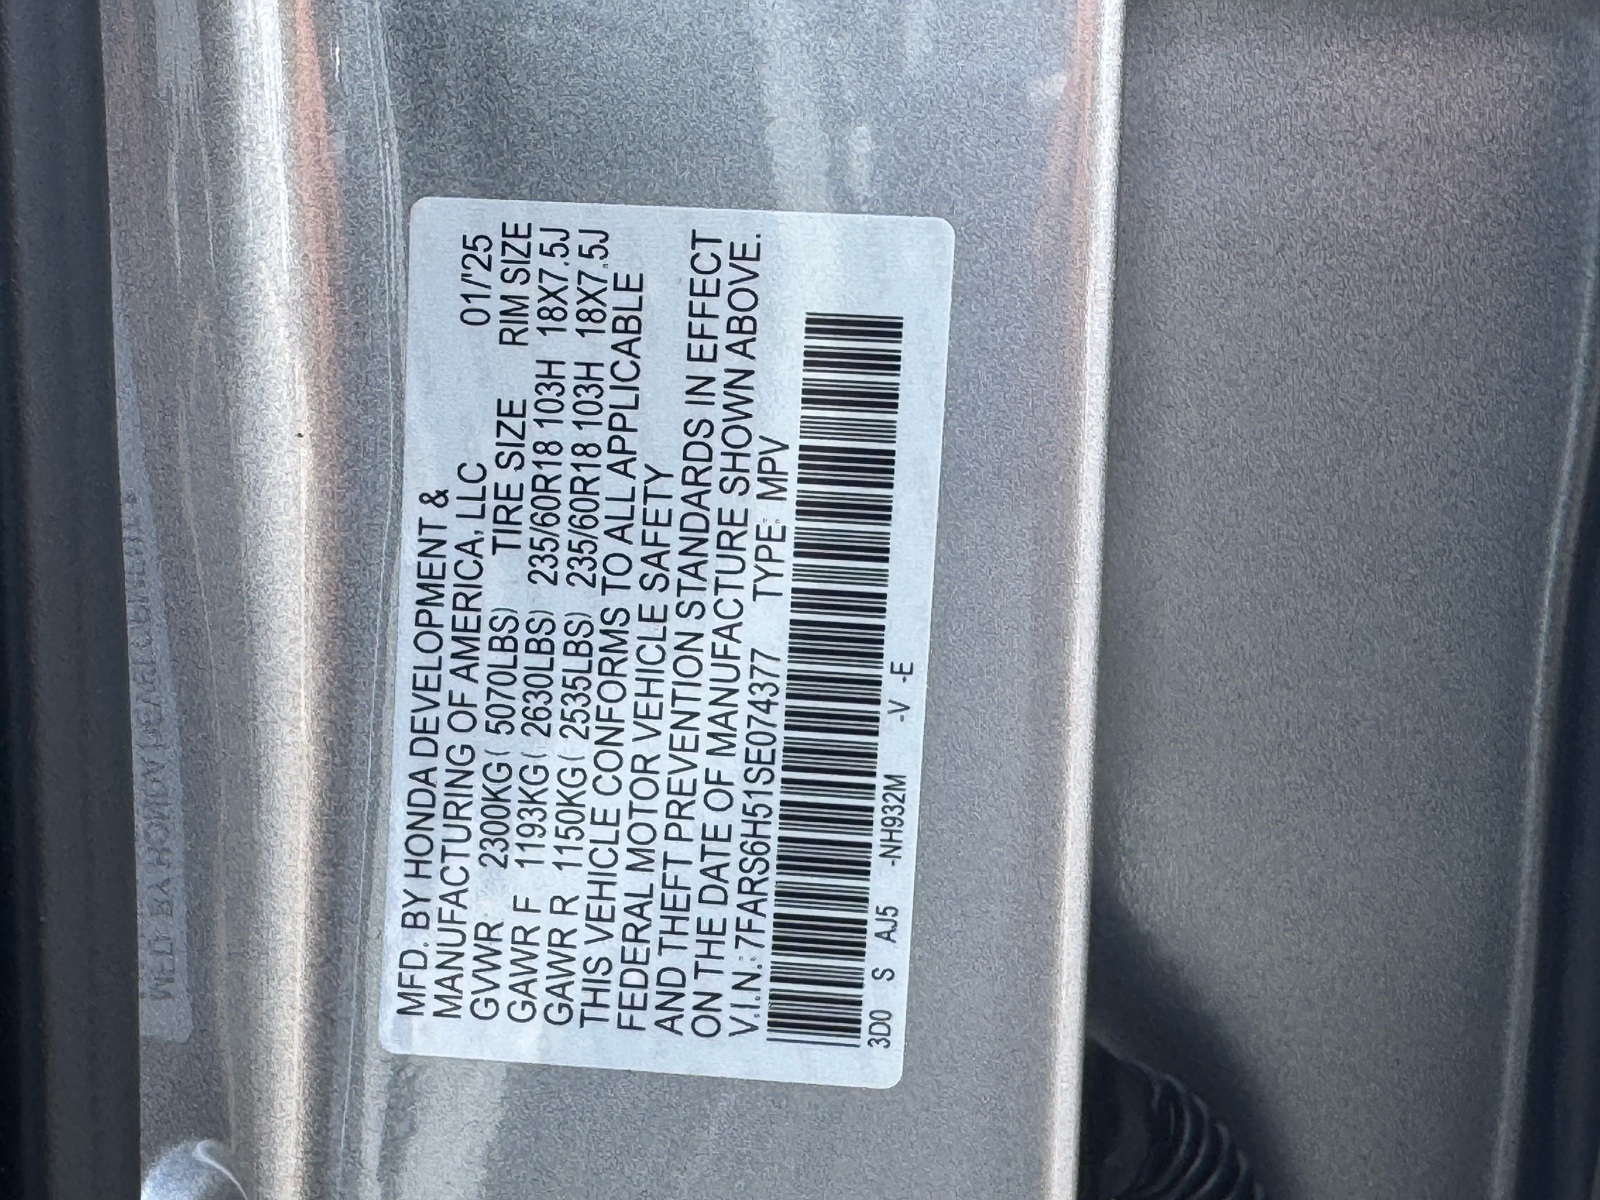 MFD. BY HONDA DEVELOPMENT &
MANUFACTURING OF AMERICA, LLC 01/'25
GVWR 2300KG( 5070LBS) TIRE SIZE RIM SIZE
GAWR F 1193KG( 2630LBS) 235/60R18 103H 18X7.5J
GAWR R 1150KG( 2535LBS) 235/60R18 103H 18X7.5J
THIS VEHICLE CONFORMS TO ALL APPLICABLE
FEDERAL MOTOR VEHICLE SAFETY
AND THEFT PREVENTION STANDARDS IN EFFECT
ON THE DATE OF MANUFACTURE SHOWN ABOVE.
V.I.N. 7FARS6H51SE074377 TYPE: MPV
3D0 S AJ5 -NH932M -V -E